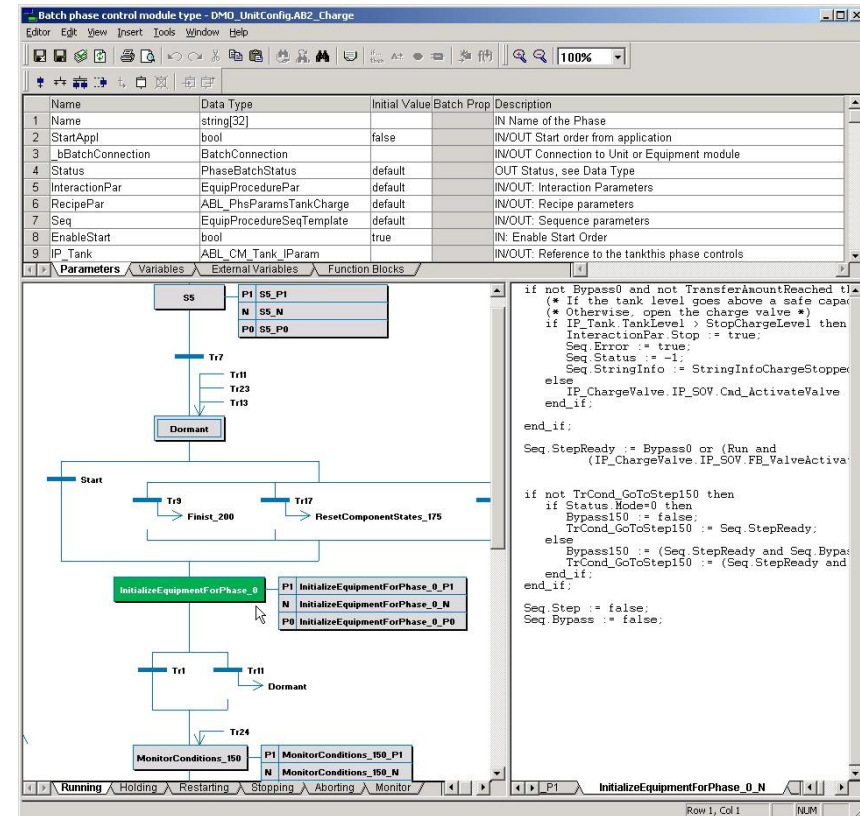 Batch phase control module type - DMO_UnitConfig.AB2_Charge
Editor Edit View Insert Tools Window Help
100%
Name Data Type Initial Value Batch Prop Description
1 Name string[32] IN Name of the Phase
2 StartAppl bool false IN/OUT Start order from application
3 _bBatchConnection BatchConnection IN/OUT Connection to Unit or Equipment module
4 Status PhaseBatchStatus default OUT Status, see Data Type
5 InteractionPar EquipProcedurePar default IN/OUT: Interaction Parameters
6 RecipePar ABL_PhsParamsTankCharge default IN/OUT: Recipe parameters
7 Seq EquipProcedureSeqTemplate default IN/OUT: Sequence parameters
8 EnableStart bool true IN: Enable Start Order
9 IP_Tank ABL_CM_Tank_IParam IN/OUT: Reference to the tankthis phase controls
Parameters Variables External Variables Function Blocks
S5
P1 S5_P1
N S5_N
P0 S5_P0
Tr7
Tr11
Tr23
Tr13
Dormant
Start
Tr9
Finist_200
Tr17
ResetComponentStates_175
InitializeEquipmentForPhase_0
P1 InitializeEquipmentForPhase_0_P1
N InitializeEquipmentForPhase_0_N
P0 InitializeEquipmentForPhase_0_P0
Tr1
Tr11
Dormant
Tr24
MonitorConditions_150
P1 MonitorConditions_150_P1
N MonitorConditions_150_N
Running Holding Restarting Stopping Aborting Monitor
if not Bypass0 and not TransferAmountReached
(* If the tank level goes above a safe capac
(* Otherwise, open the charge valve *)
if IP_Tank.TankLevel > StopChargeLevel then
InteractionPar.Stop := true;
Seq.Error := true;
Seq.Status := -1;
Seq.StringInfo := StringInfoChargeStopped
else
IP_ChargeValve.IP_SOV.Cmd_ActivateValve
end_if;
end_if;
Seq.StepReady := Bypass0 or (Run and
(IP_ChargeValve.IP_SOV.FB_ValveActiva
if not TrCond_GoToStep150 then
if Status.Mode=0 then
Bypass150 := false;
TrCond_GoToStep150 := Seq.StepReady;
else
Bypass150 := (Seq.StepReady and Seq.Bypas
TrCond_GoToStep150 := (Seq.StepReady and
end_if;
end_if;
Seq.Step := false;
Seq.Bypass := false;
_P1 InitializeEquipmentForPhase_0_N
Row 1, Col 1 NUM